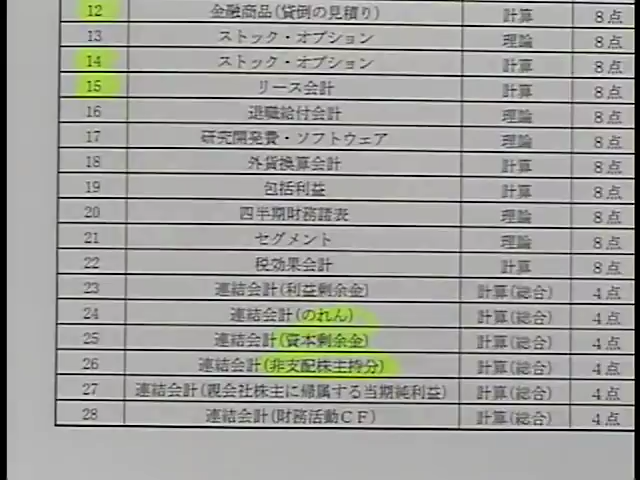 12 金融商品(貸倒の見積り) 計算 8点
13 ストック・オプション 理論 8点
14 ストック・オプション 計算 8点
15 リース会計 計算 8点
16 退職給付会計 理論 8点
17 研究開発費・ソフトウェア 理論 8点
18 外貨換算会計 計算 8点
19 包括利益 計算 8点
20 四半期財務諸表 理論 8点
21 セグメント 理論 8点
22 税効果会計 計算 8点
23 連結会計(利益剰余金) 計算(総合) 4点
24 連結会計(のれん) 計算(総合) 4点
25 連結会計(資本剰余金) 計算(総合) 4点
26 連結会計(非支配株主持分) 計算(総合) 4点
27 連結会計(親会社株主に帰属する当期純利益) 計算(総合) 4点
28 連結会計(財務活動CF) 計算(総合) 4点